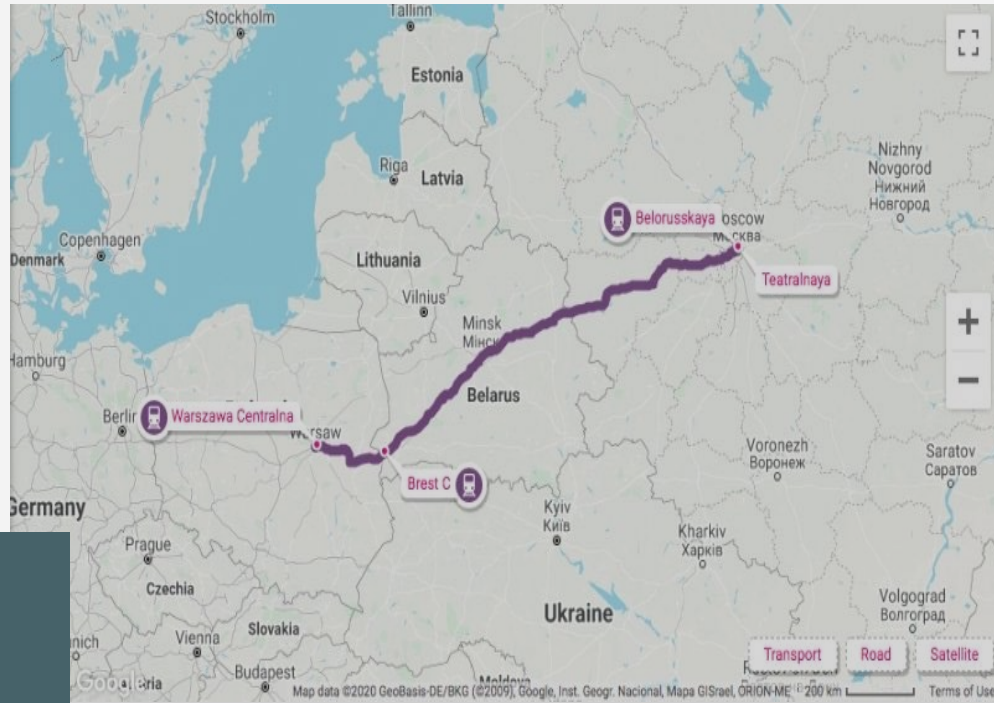 Stockholm
Tallinn
Estonia
Riga
Latvia
Nizhny
Novgorod
Нижний
Новгород
Belorusskaya
oscow
Москва
Copenhagen
Denmark
Lithuania
Teatralnaya
Vilnius
Minsk
Мінск
Hamburg
Belarus
Berlin
Warszawa Centralna
Warsaw
Voronezh
Воронеж
Saratov
Саратов
Brest C
Germany
Kyiv
Київ
Kharkiv
Харків
Prague
Czechia
Volgograd
Волгоград
Ukraine
nich
Vienna
Slovakia
Transport
Road
Satellite
Budapest
Google
Moldova
Map data ©2020 GeoBasis-DE/BKG (©2009), Google, Inst. Geogr. Nacional, Mapa GISrael, ORION-ME
200 km
Terms of Use